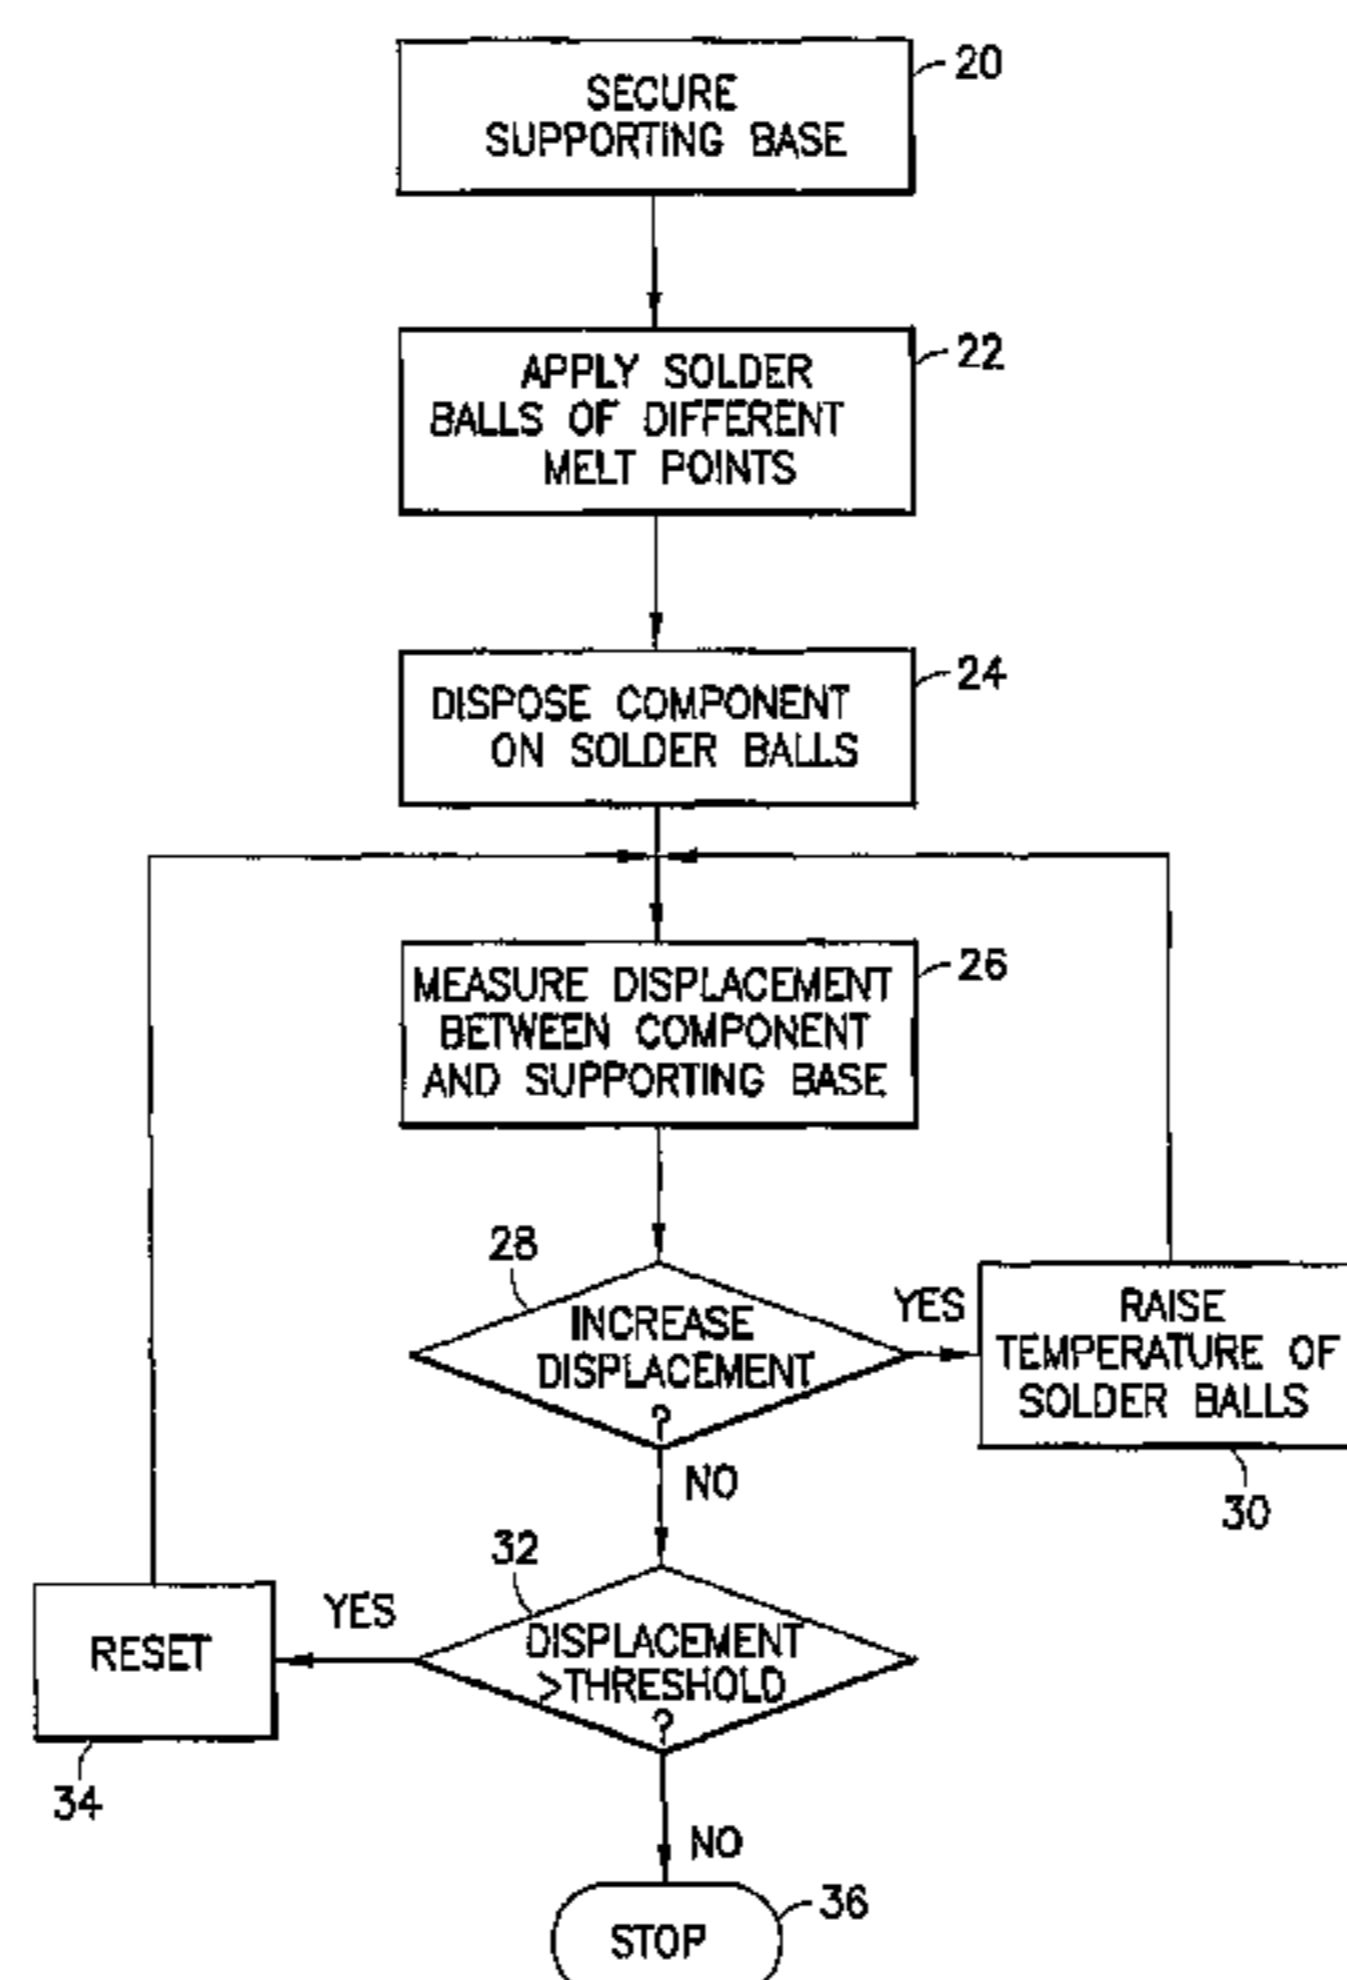 20
SECURE
SUPPORTING BASE
22
APPLY SOLDER
BALLS OF DIFFERENT
MELT POINTS
24
DISPOSE COMPONENT
ON SOLDER BALLS
26
MEASURE DISPLACEMENT
BETWEEN COMPONENT
AND SUPPORTING BASE
28
INCREASE
DISPLACEMENT
?
YES
RAISE
TEMPERATURE OF
SOLDER BALLS
30
NO
32
DISPLACEMENT
>THRESHOLD
?
YES
RESET
34
NO
STOP
36